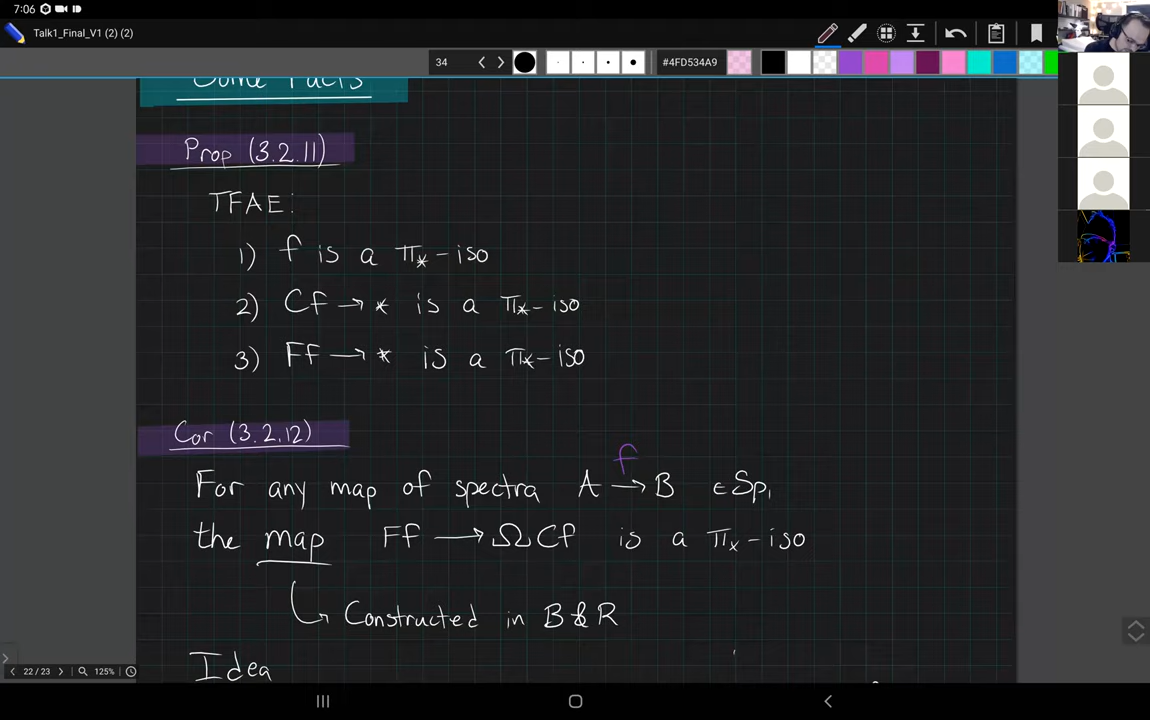 7:06
Talk1_Final_V1 (2) (2)
34
#4FD534A9
Some Facts
Prop (3.2.11)
TFAE:
1) f is a π* - iso
2) Cf → * is a π* - iso
3) Ff → * is a π* - iso
Cor (3.2.12)
f
For any map of spectra A → B ∈ Sp,
the map Ff → ΩCf is a π* - iso
↳ Constructed in B & R
Idea
22 / 23
125%